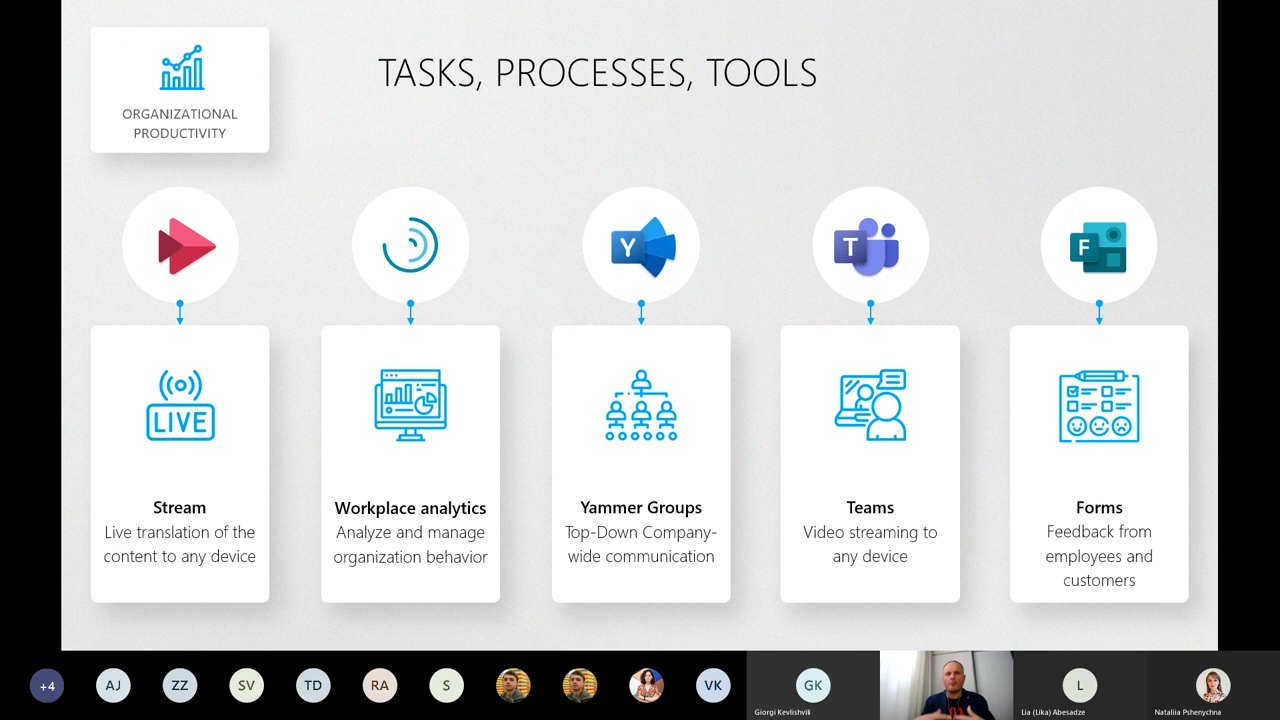 ORGANIZATIONAL
PRODUCTIVITY
TASKS, PROCESSES, TOOLS
Y
T
F
LIVE
Stream
Live translation of the
content to any device
Workplace analytics
Analyze and manage
organization behavior
Yammer Groups
Top-Down Company-
wide communication
Teams
Video streaming to
any device
Forms
Feedback from
employees and
customers
+4
AJ
ZZ
SV
TD
RA
S
VK
GK
Giorgi Kevlishvili
L
Lia (Lika) Abesadze
Nataliia Pshenychna